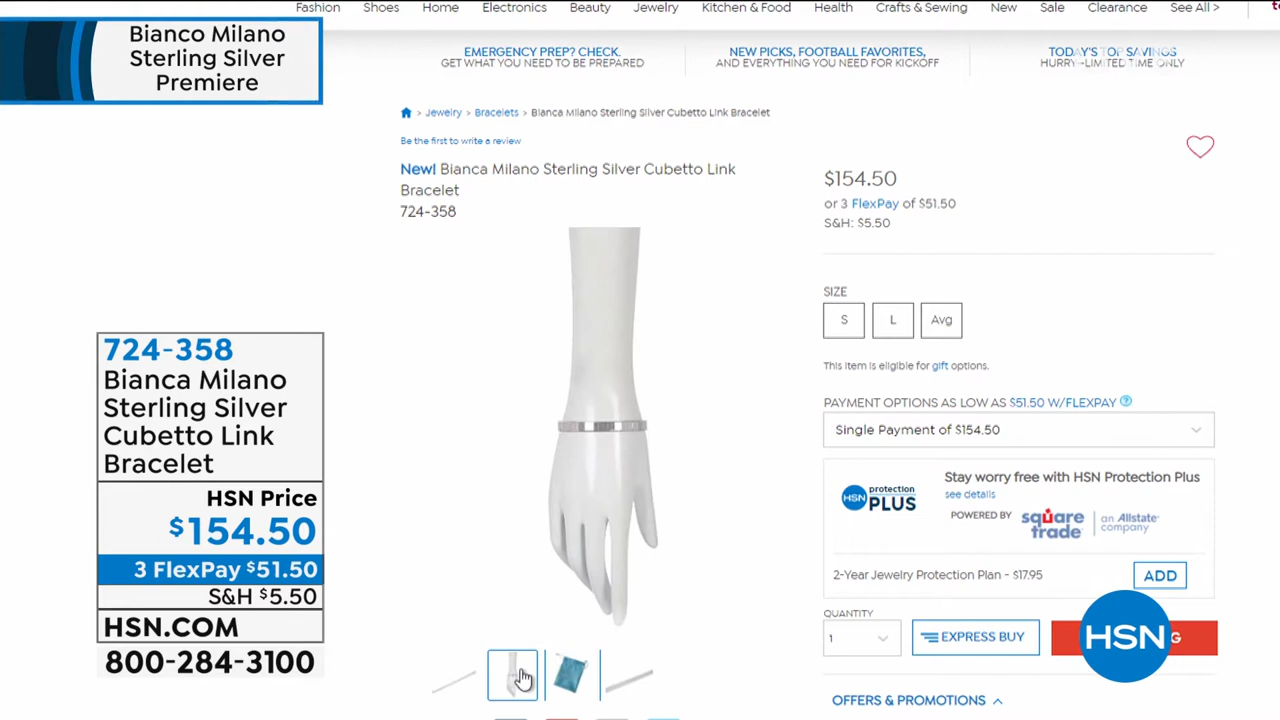 Fashion Shoes Home Electronics Beauty Jewelry Kitchen & Food Health Crafts & Sewing New Sale Clearance See All >
Bianco Milano
Sterling Silver
Premiere
EMERGENCY PREP? CHECK.
GET WHAT YOU NEED TO BE PREPARED
NEW PICKS, FOOTBALL FAVORITES,
AND EVERYTHING YOU NEED FOR KICKOFF
TODAY'S TOP SAVINGS
HURRY–LIMITED TIME ONLY
> Jewelry > Bracelets > Bianca Milano Sterling Silver Cubetto Link Bracelet
Be the first to write a review
New! Bianca Milano Sterling Silver Cubetto Link
Bracelet
724-358
$154.50
or 3 FlexPay of $51.50
S&H: $5.50
SIZE
S L Avg
This item is eligible for gift options.
PAYMENT OPTIONS AS LOW AS $51.50 W/FLEXPAY ?
Single Payment of $154.50
HSN protection
PLUS
Stay worry free with HSN Protection Plus
see details
POWERED BY
square
trade
an Allstate
company
2-Year Jewelry Protection Plan - $17.95
ADD
QUANTITY
1
EXPRESS BUY
HSN
G
OFFERS & PROMOTIONS
724-358
Bianca Milano
Sterling Silver
Cubetto Link
Bracelet
HSN Price
$154.50
3 FlexPay $51.50
S&H $5.50
HSN.COM
800-284-3100